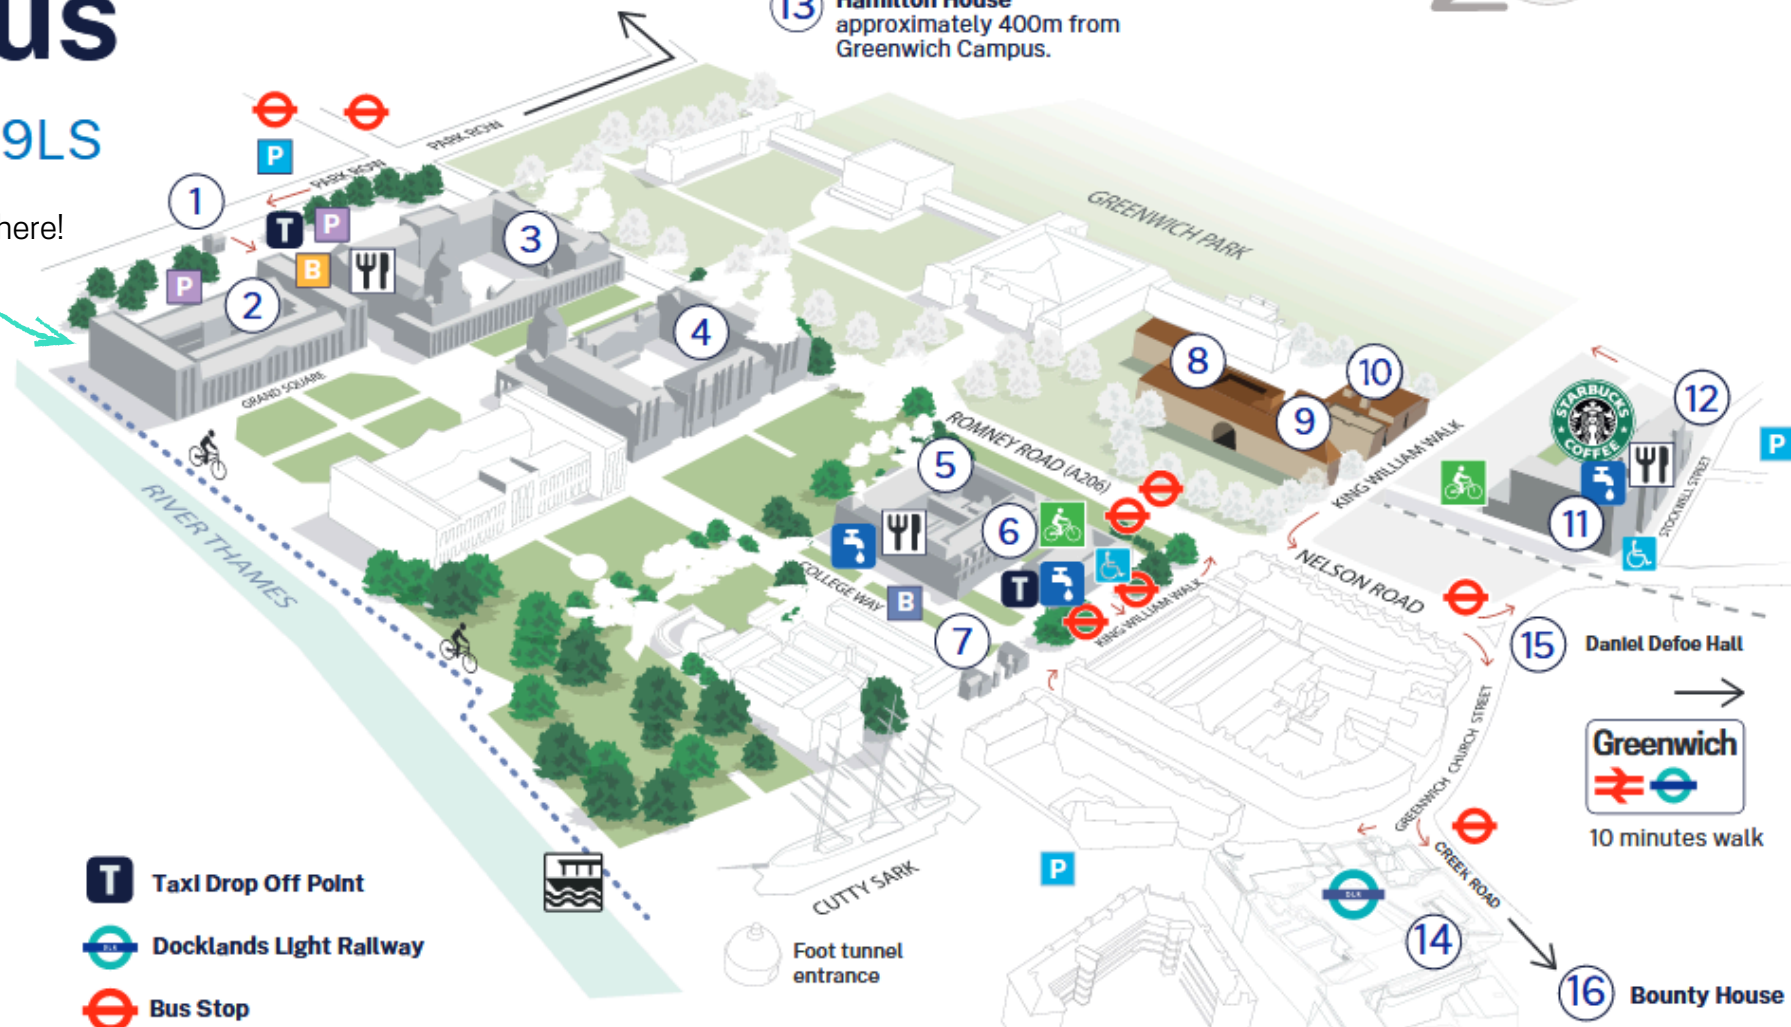 us
9LS
here!
13
Hamilton House
approximately 400m from
Greenwich Campus.
PARK ROW
PARK ROW
P
1
T
P
P
B
2
3
4
GRAND SQUARE
RIVER THAMES
GREENWICH PARK
ROMNEY ROAD (A206)
5
6
7
8
9
10
11
12
P
STARBUCKS
COFFEE
KING WILLIAM WALK
STOCKWELL STREET
COLLEGE WAY
B
T
KING WILLIAM WALK
NELSON ROAD
15
Daniel Defoe Hall
Greenwich
10 minutes walk
GREENWICH CHURCH STREET
CREEK ROAD
P
DLR
14
16
Bounty House
CUTTY SARK
Foot tunnel
entrance
T
Taxi Drop Off Point
DLR
Docklands Light Railway
Bus Stop